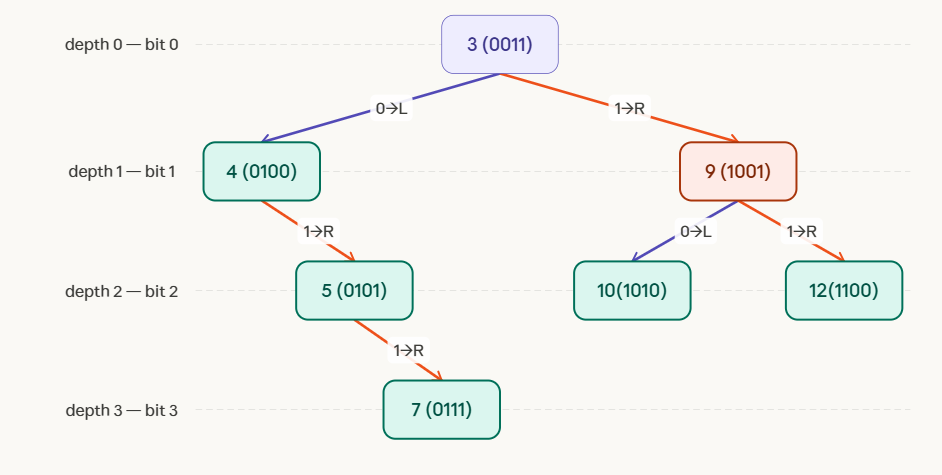 depth 0 — bit 0
3 (0011)
0→L
1→R
depth 1 — bit 1
4 (0100)
9 (1001)
1→R
0→L
1→R
depth 2 — bit 2
5 (0101)
10(1010)
12(1100)
1→R
depth 3 — bit 3
7 (0111)